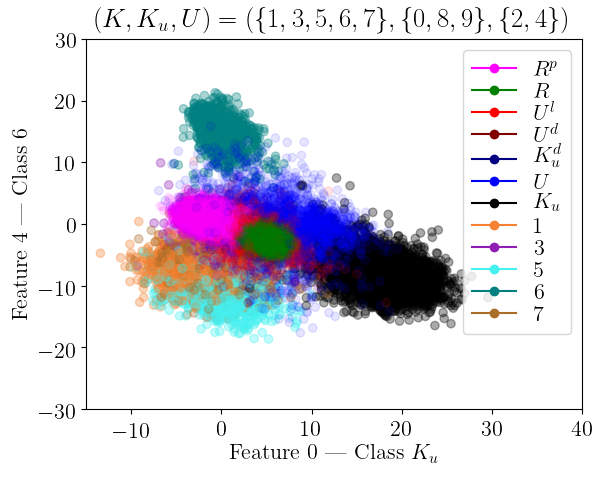 (K, K_u, U) = ({1, 3, 5, 6, 7}, {0, 8, 9}, {2, 4})
30
20
10
0
−10
−20
−30
Feature 4 — Class 6
−10
0
10
20
30
40
Feature 0 — Class K_u
R^p
R
U^l
U^d
K_u^d
U
K_u
1
3
5
6
7